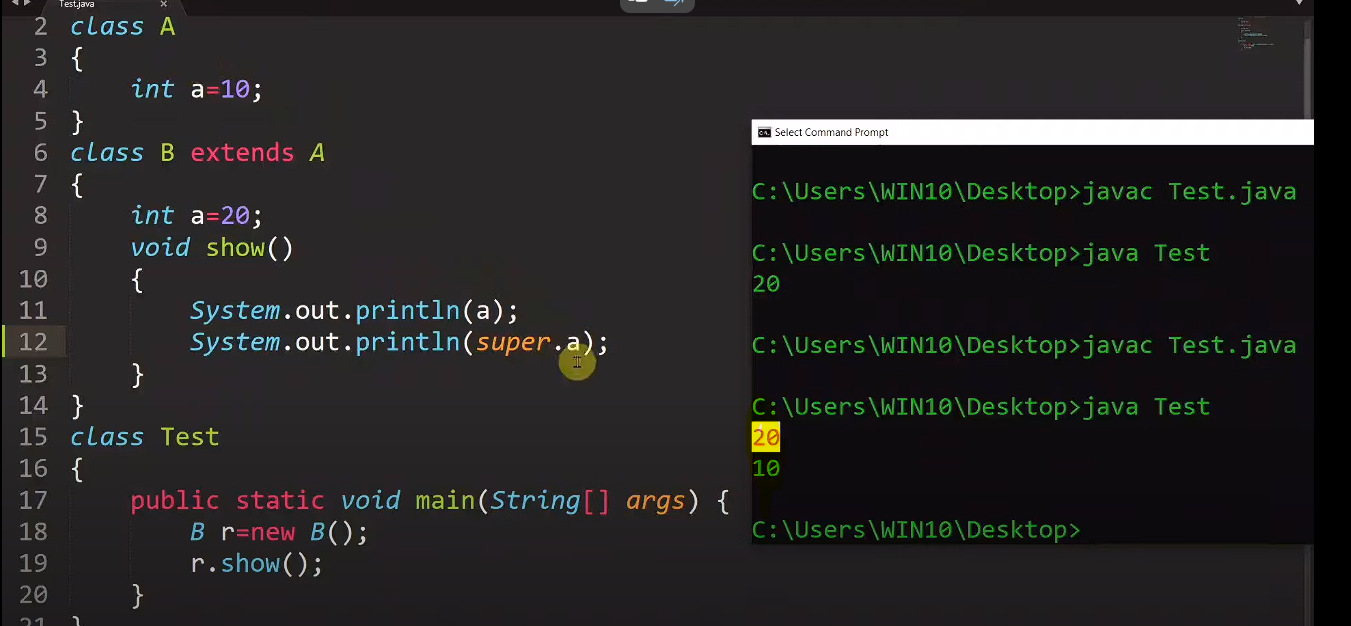 Test.java
2 class A
3 {
4 int a=10;
5 }
6 class B extends A
7 {
8 int a=20;
9 void show()
10 {
11 System.out.println(a);
12 System.out.println(super.a);
13 }
14 }
15 class Test
16 {
17 public static void main(String[] args) {
18 B r=new B();
19 r.show();
20 }
21 }
Select Command Prompt
C:\Users\WIN10\Desktop>javac Test.java
C:\Users\WIN10\Desktop>java Test
20
C:\Users\WIN10\Desktop>javac Test.java
C:\Users\WIN10\Desktop>java Test
20
10
C:\Users\WIN10\Desktop>